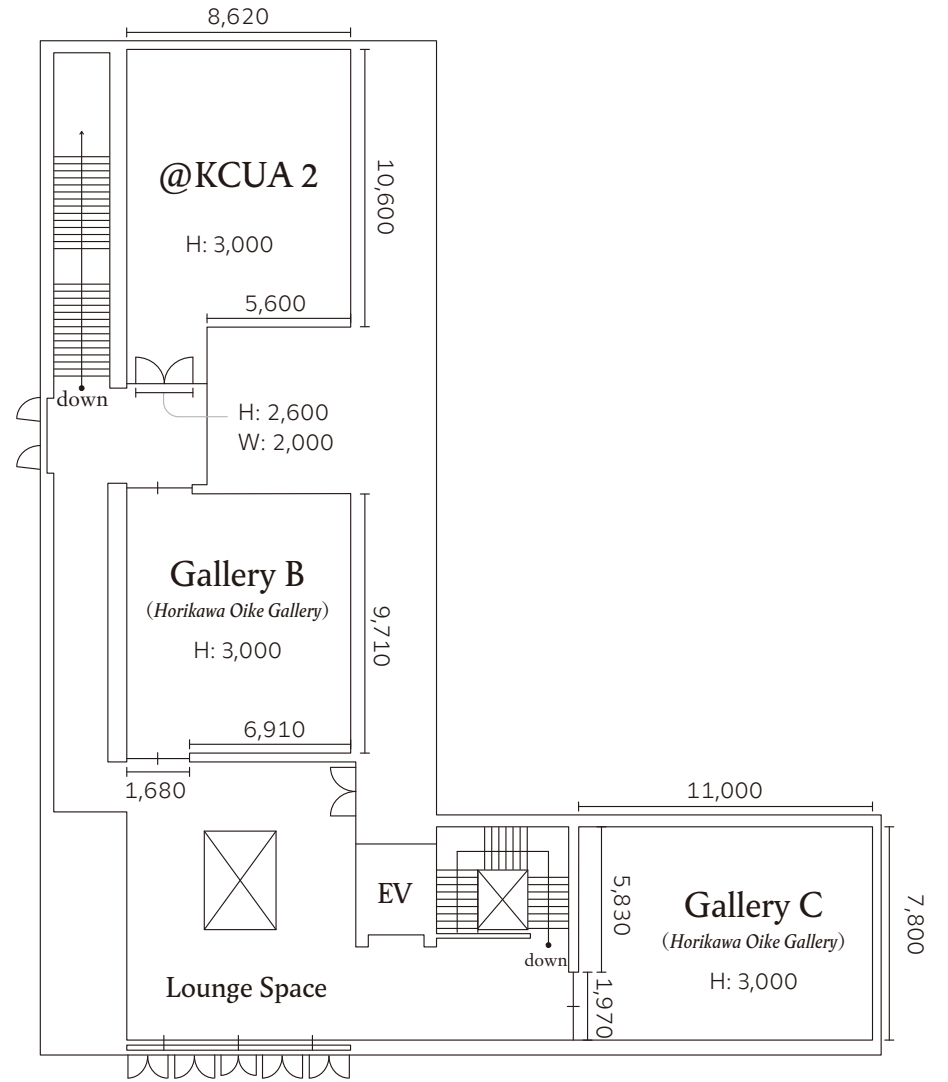 8,620
@KCUA 2
H: 3,000
10,600
5,600
down
H: 2,600
W: 2,000
Gallery B
(Horikawa Oike Gallery)
H: 3,000
9,710
6,910
1,680
11,000
EV
5,830
Gallery C
(Horikawa Oike Gallery)
H: 3,000
7,800
down
1,970
Lounge Space